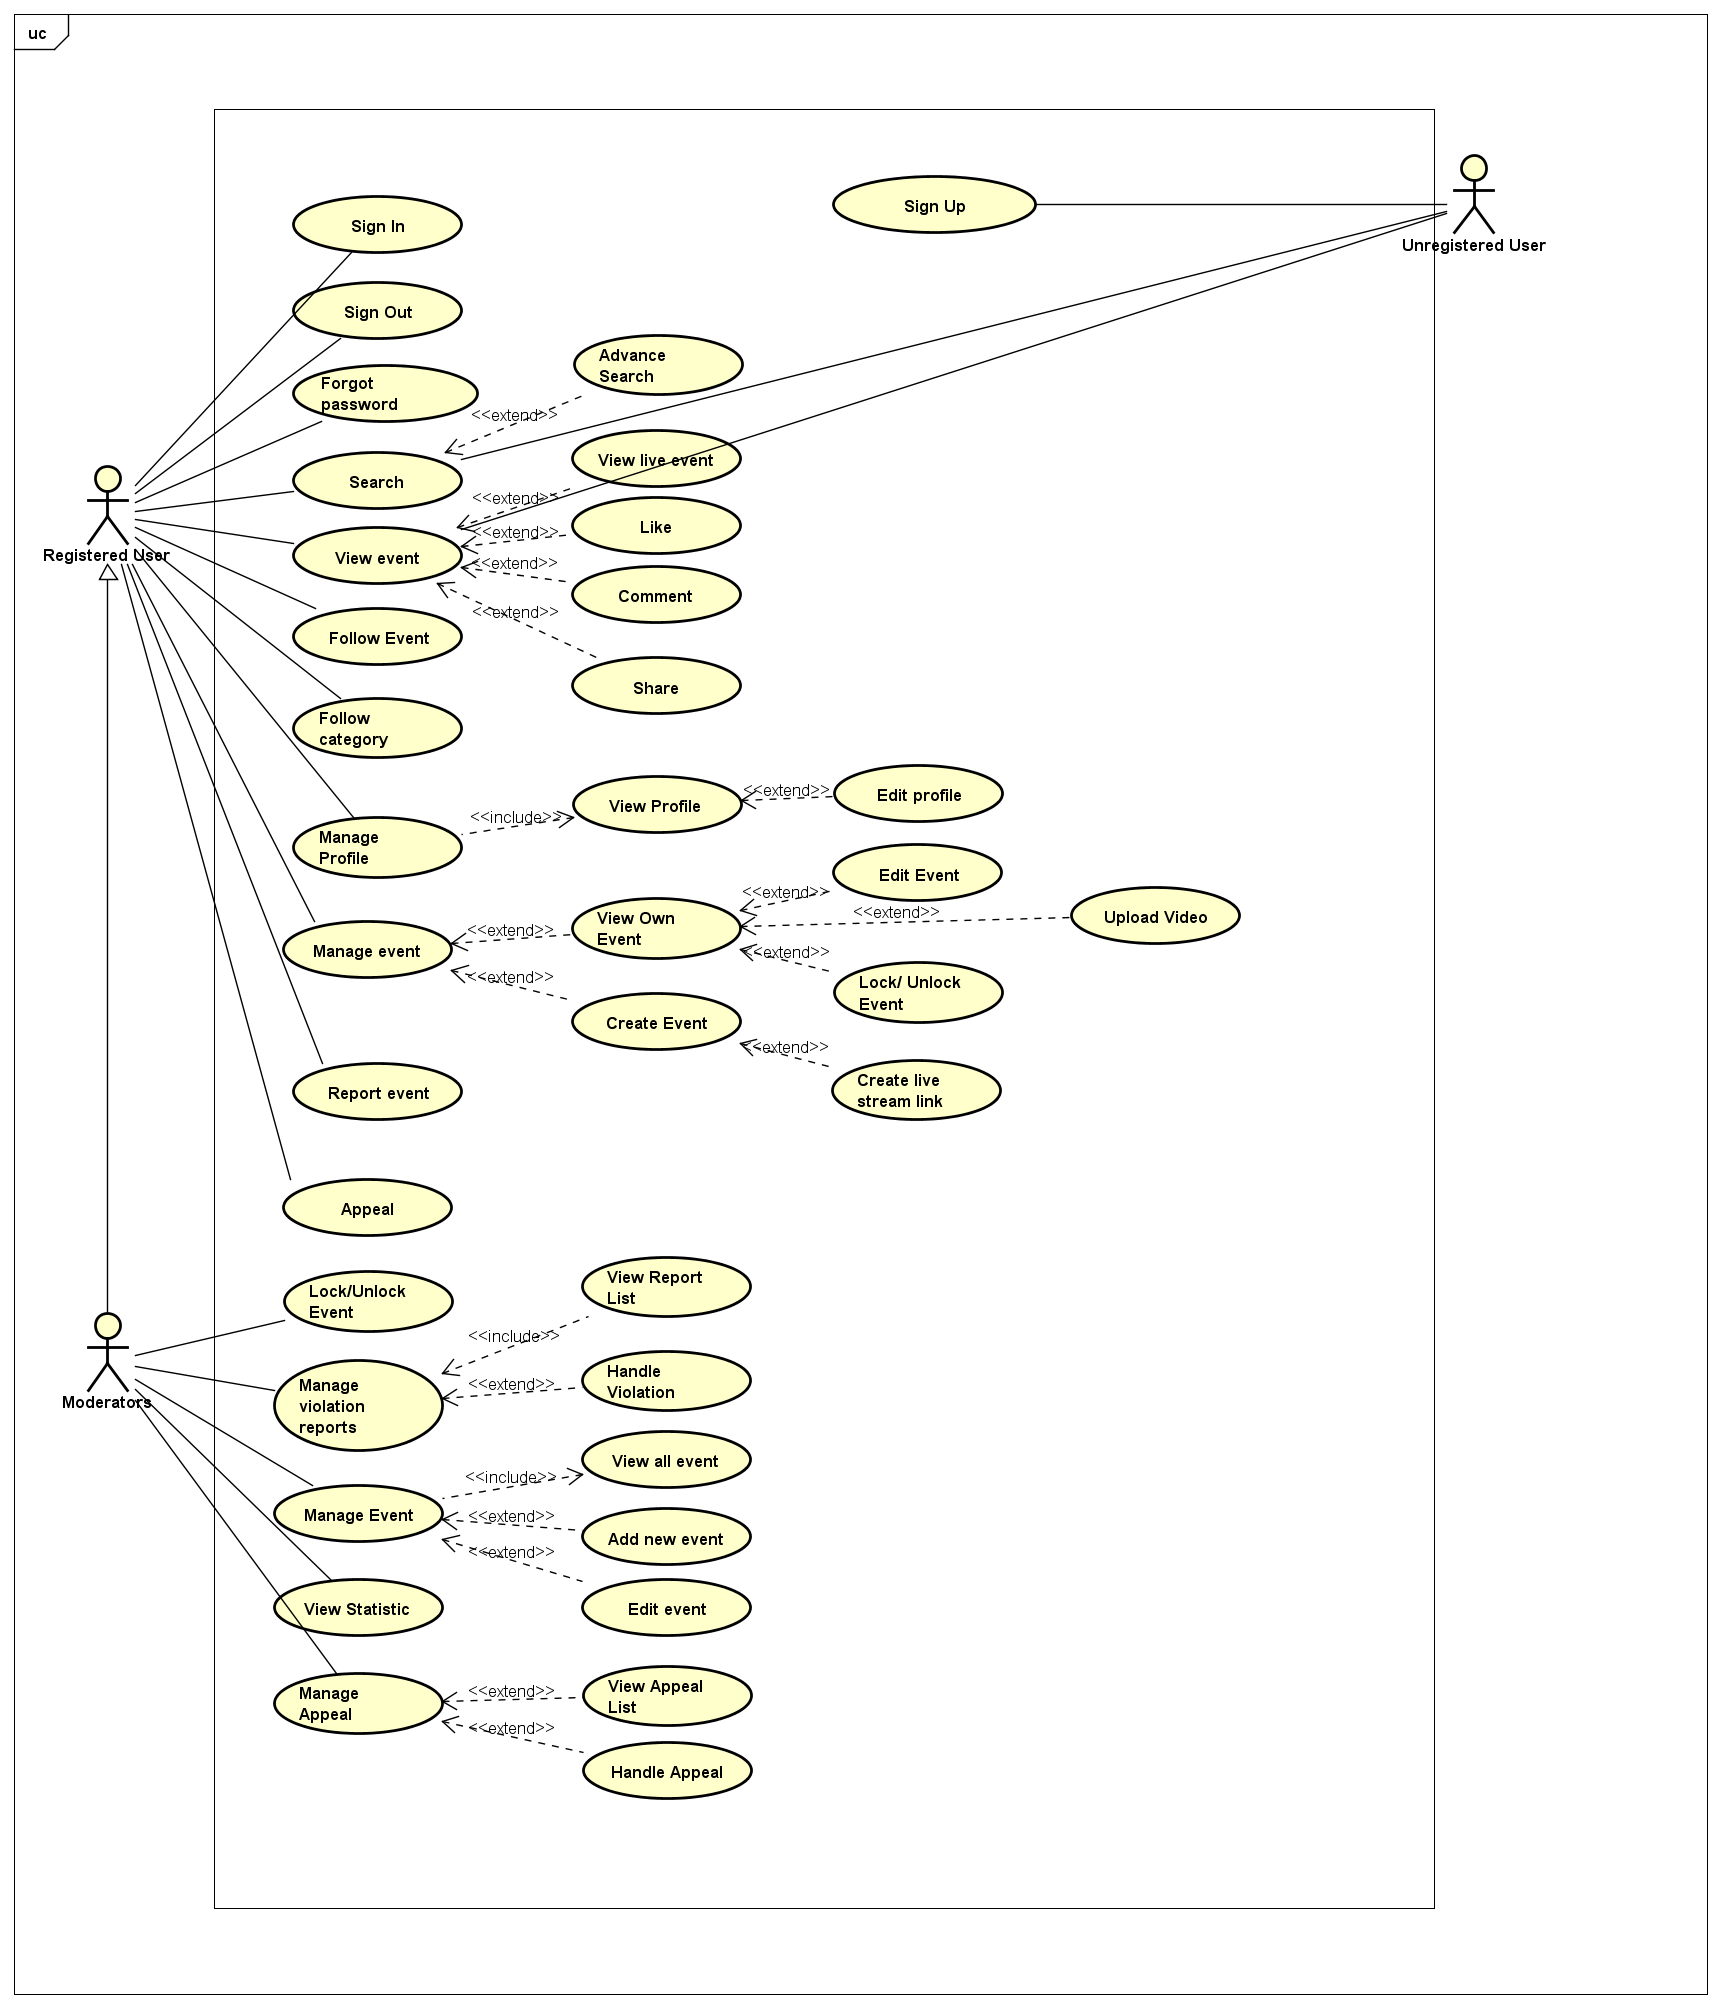 uc
Sign Up
Unregistered User
Sign In
Sign Out
Forgot
password
Advance
Search
<<extend>>
Search
View live event
<<extend>>
Like
<<extend>>
View event
<<extend>>
Comment
<<extend>>
Share
Registered User
Follow Event
Follow
category
Manage
Profile
<<include>>
View Profile
<<extend>>
Edit profile
Manage event
<<extend>>
View Own
Event
<<extend>>
Edit Event
<<extend>>
Upload Video
<<extend>>
Lock/ Unlock
Event
<<extend>>
Create Event
<<extend>>
Create live
stream link
Report event
Appeal
Moderators
Lock/Unlock
Event
Manage
violation
reports
<<include>>
View Report
List
<<extend>>
Handle
Violation
Manage Event
<<include>>
View all event
<<extend>>
Add new event
<<extend>>
Edit event
View Statistic
Manage
Appeal
<<extend>>
View Appeal
List
<<extend>>
Handle Appeal